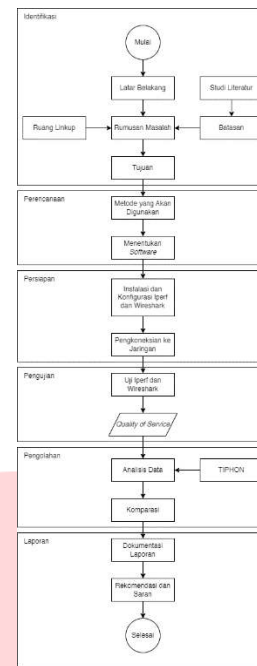 Identifikasi
Mulai
Latar Belakang
Studi Literatur
Ruang Linkup
Rumusan Masalah
Batasan
Tujuan
Perencanaan
Metode yang Akan
Digunakan
Menentukan
Software
Persiapan
Instalasi dan
Konfigurasi Iperf
dan Wireshark
Pengkoneksian ke
Jaringan
Pengujian
Uji Iperf dan
Wireshark
Quality of Service
Pengolahan
Analisis Data
TIPHON
Komparasi
Laporan
Dokumentasi
Laporan
Rekomendasi dan
Saran
Selesai